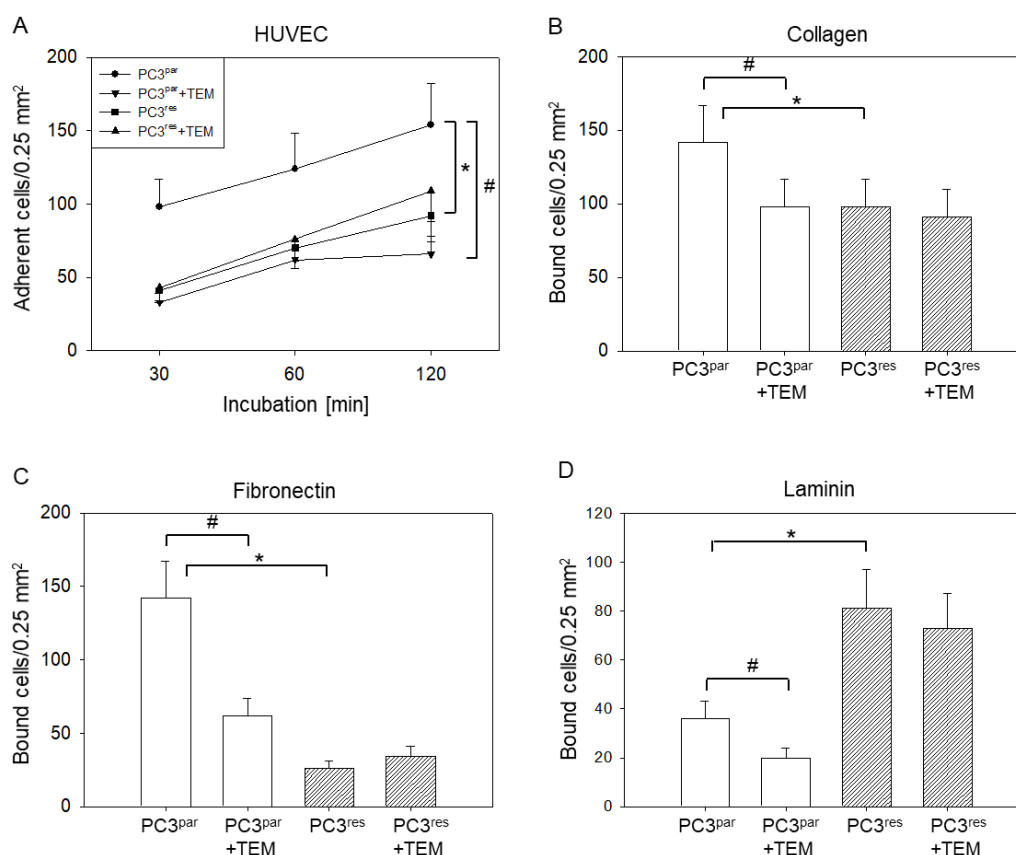 A
HUVEC
200
150
100
50
0
Adherent cells/0.25 mm²
PC3ᵖᵃʳ
PC3ᵖᵃʳ+TEM
PC3ʳᵉˢ
PC3ʳᵉˢ+TEM
*
#
30 60 120
Incubation [min]
B
Collagen
200
150
100
50
0
Bound cells/0.25 mm²
#
*
PC3ᵖᵃʳ PC3ᵖᵃʳ PC3ʳᵉˢ PC3ʳᵉˢ
+TEM +TEM
C
Fibronectin
200
150
100
50
0
Bound cells/0.25 mm²
#
*
PC3ᵖᵃʳ PC3ᵖᵃʳ PC3ʳᵉˢ PC3ʳᵉˢ
+TEM +TEM
D
Laminin
120
100
80
60
40
20
0
Bound cells/0.25 mm²
*
#
PC3ᵖᵃʳ PC3ᵖᵃʳ PC3ʳᵉˢ PC3ʳᵉˢ
+TEM +TEM